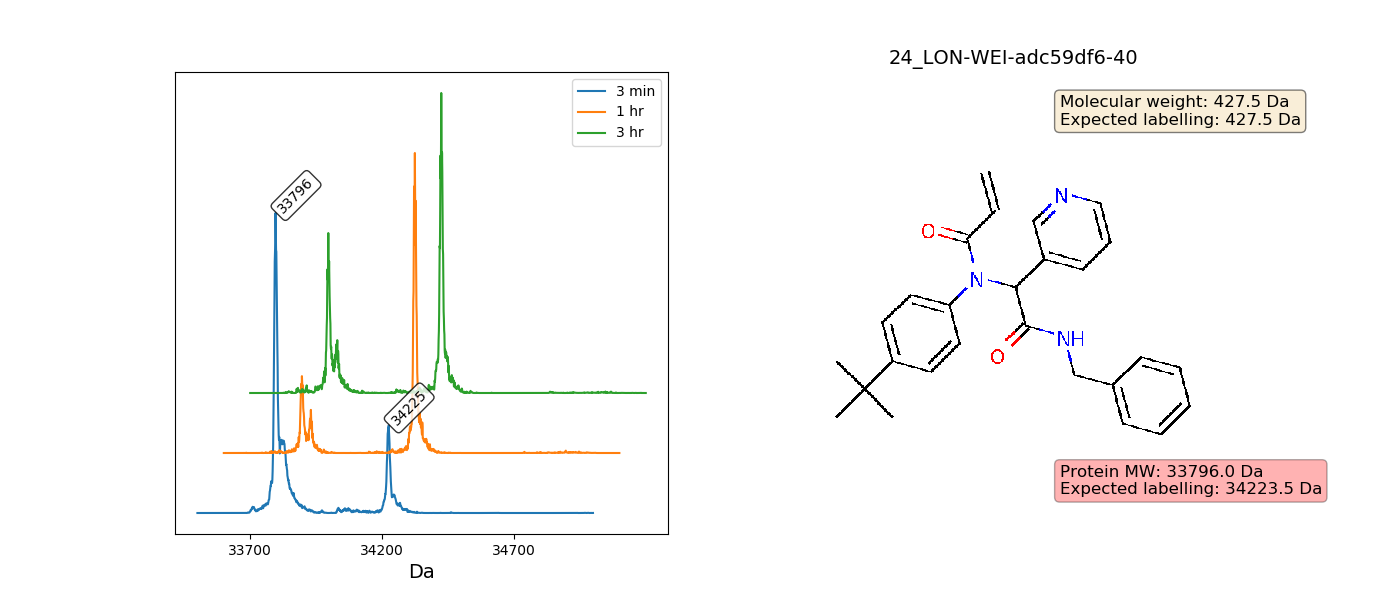 24_LON-WEI-adc59df6-40
3 min
1 hr
3 hr
Molecular weight: 427.5 Da
Expected labelling: 427.5 Da
33796
34225
N
O
N
NH
O
Protein MW: 33796.0 Da
Expected labelling: 34223.5 Da
33700
34200
34700
Da